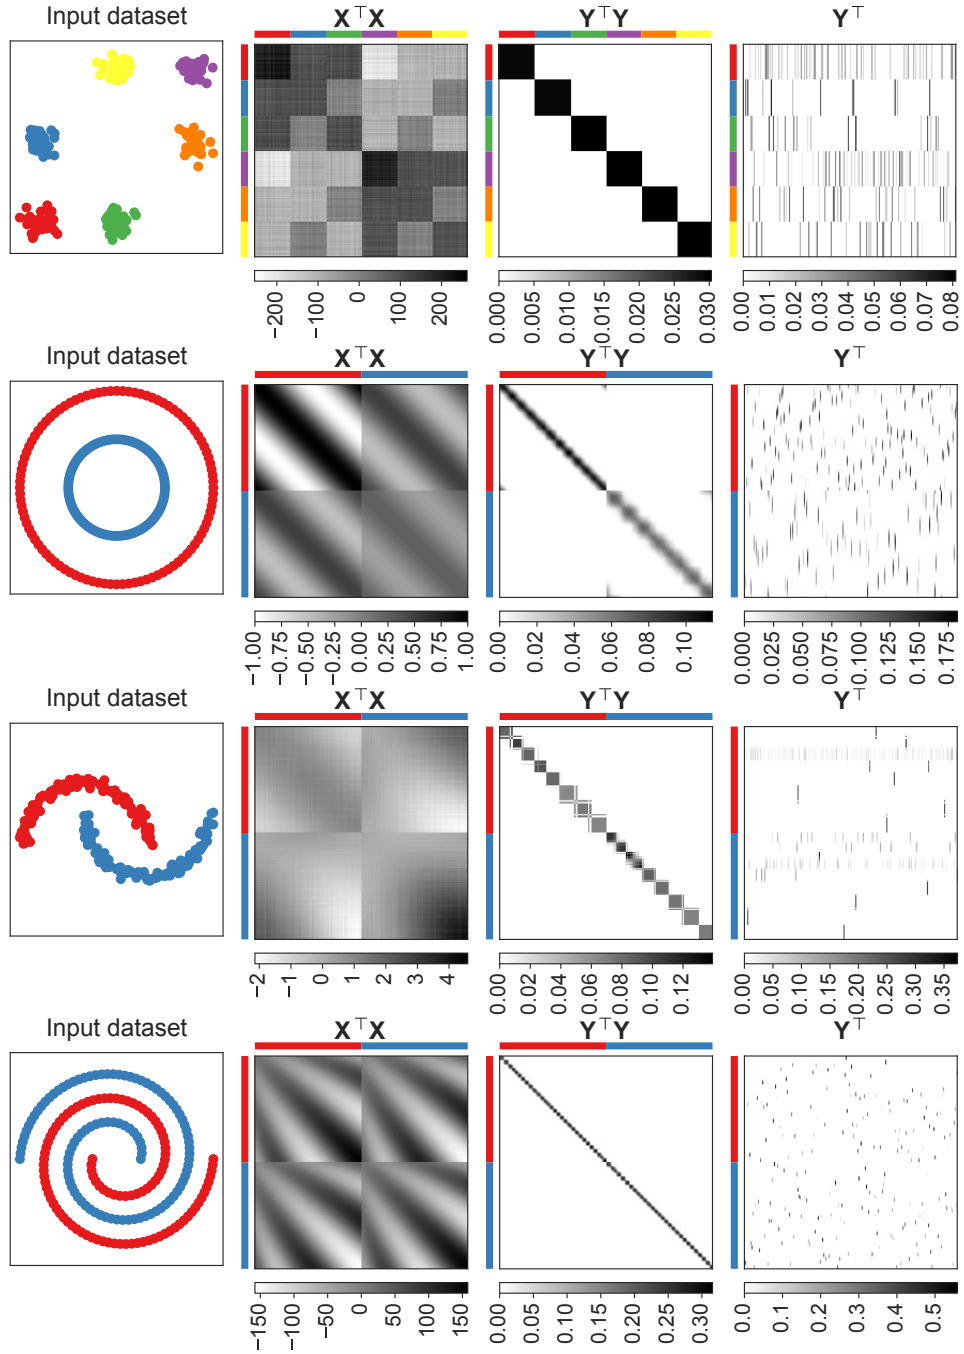 Input dataset
X⊤X
Y⊤Y
Y⊤
−200 −100 0 100 200
0.000 0.005 0.010 0.015 0.020 0.025 0.030
0.00 0.01 0.02 0.03 0.04 0.05 0.06 0.07 0.08
Input dataset
X⊤X
Y⊤Y
Y⊤
−1.00 −0.75 −0.50 −0.25 0.00 0.25 0.50 0.75 1.00
0.00 0.02 0.04 0.06 0.08 0.10
0.000 0.025 0.050 0.075 0.100 0.125 0.150 0.175
Input dataset
X⊤X
Y⊤Y
Y⊤
−2 −1 0 1 2 3 4
0.00 0.02 0.04 0.06 0.08 0.10 0.12
0.00 0.05 0.10 0.15 0.20 0.25 0.30 0.35
Input dataset
X⊤X
Y⊤Y
Y⊤
−150 −100 −50 0 50 100 150
0.00 0.05 0.10 0.15 0.20 0.25 0.30
0.0 0.1 0.2 0.3 0.4 0.5